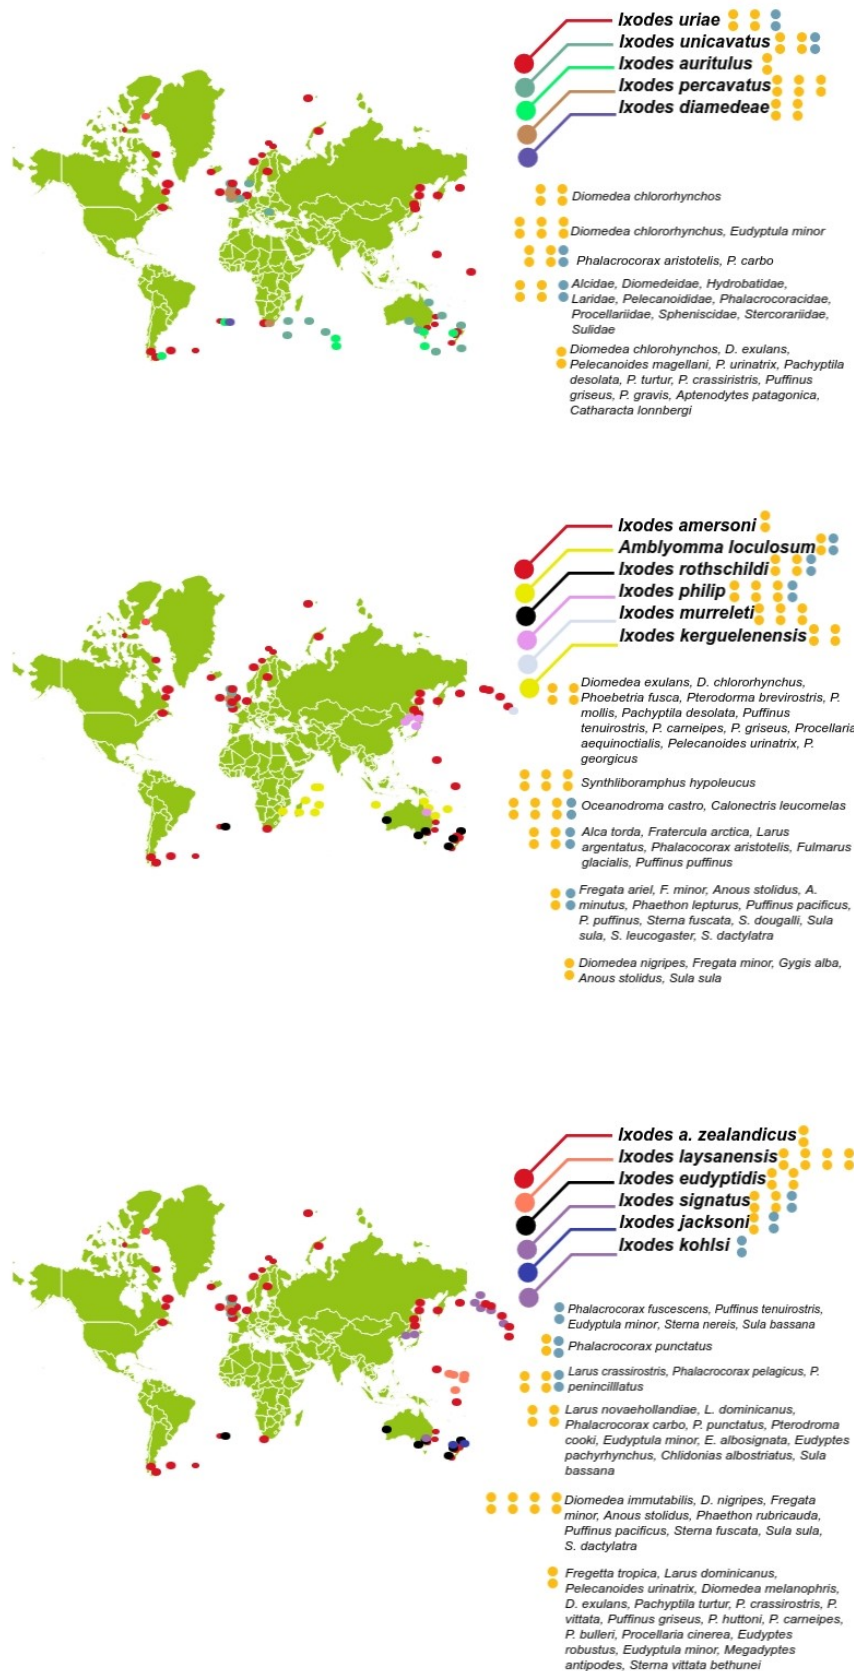 Ixodes uriae
Ixodes unicavatus
Ixodes auritulus
Ixodes percavatus
Ixodes diamedeae
Diomedea chlororhynchos
Diomedea chlororhynchus, Eudyptula minor
Phalacrocorax aristotelis, P. carbo
Alcidae, Diomedeidae, Hydrobatidae,
Laridae, Pelecanoididae, Phalacrocoracidae,
Procellariidae, Spheniscidae, Stercorariidae,
Sulidae
Diomedea chlorohynchos, D. exulans,
Pelecanoides magellani, P. urinatrix, Pachyptila
desolata, P. turtur, P. crassiristris, Puffinus
griseus, P. gravis, Aptenodytes patagonica,
Catharacta lonnbergi
Ixodes amersoni
Amblyomma loculosum
Ixodes rothschildi
Ixodes philip
Ixodes murreleti
Ixodes kerguelenensis
Diomedea exulans, D. chlororhynchus,
Phoebetria fusca, Pterodorma brevirostris, P.
mollis, Pachyptila desolata, Puffinus
tenuirostris, P. carneipes, P. griseus, Procellaria
aequinoctialis, Pelecanoides urinatrix, P.
georgicus
Synthliboramphus hypoleucus
Oceanodroma castro, Calonectris leucomelas
Alca torda, Fratercula arctica, Larus
argentatus, Phalacocorax aristotelis, Fulmarus
glacialis, Puffinus puffinus
Fregata ariel, F. minor, Anous stolidus, A.
minutus, Phaethon lepturus, Puffinus pacificus,
P. puffinus, Sterna fuscata, S. dougalli, Sula
sula, S. leucogaster, S. dactylatra
Diomedea nigripes, Fregata minor, Gygis alba,
Anous stolidus, Sula sula
Ixodes a. zealandicus
Ixodes laysanensis
Ixodes eudyptidis
Ixodes signatus
Ixodes jacksoni
Ixodes kohlsi
Phalacrocorax fuscescens, Puffinus tenuirostris,
Eudyptula minor, Sterna nereis, Sula bassana
Phalacrocorax punctatus
Larus crassirostris, Phalacrocorax pelagicus, P.
penincilllatus
Larus novaehollandiae, L. dominicanus,
Phalacrocorax carbo, P. punctatus, Pterodroma
cooki, Eudyptula minor, E. albosignata, Eudyptes
pachyrhynchus, Chlidonias albostriatus, Sula
bassana
Diomedea immutabilis, D. nigripes, Fregata
minor, Anous stolidus, Phaethon rubricauda,
Puffinus pacificus, Sterna fuscata, Sula sula,
S. dactylatra
Fregetta tropica, Larus dominicanus,
Pelecanoides urinatrix, Diomedea melanophris,
D. exulans, Pachyptila turtur, P. crassirostris, P.
vittata, Puffinus griseus, P. huttoni, P. carneipes,
P. bulleri, Procellaria cinerea, Eudyptes
robustus, Eudyptula minor, Megadyptes
antipodes, Sterna vittata bethunei